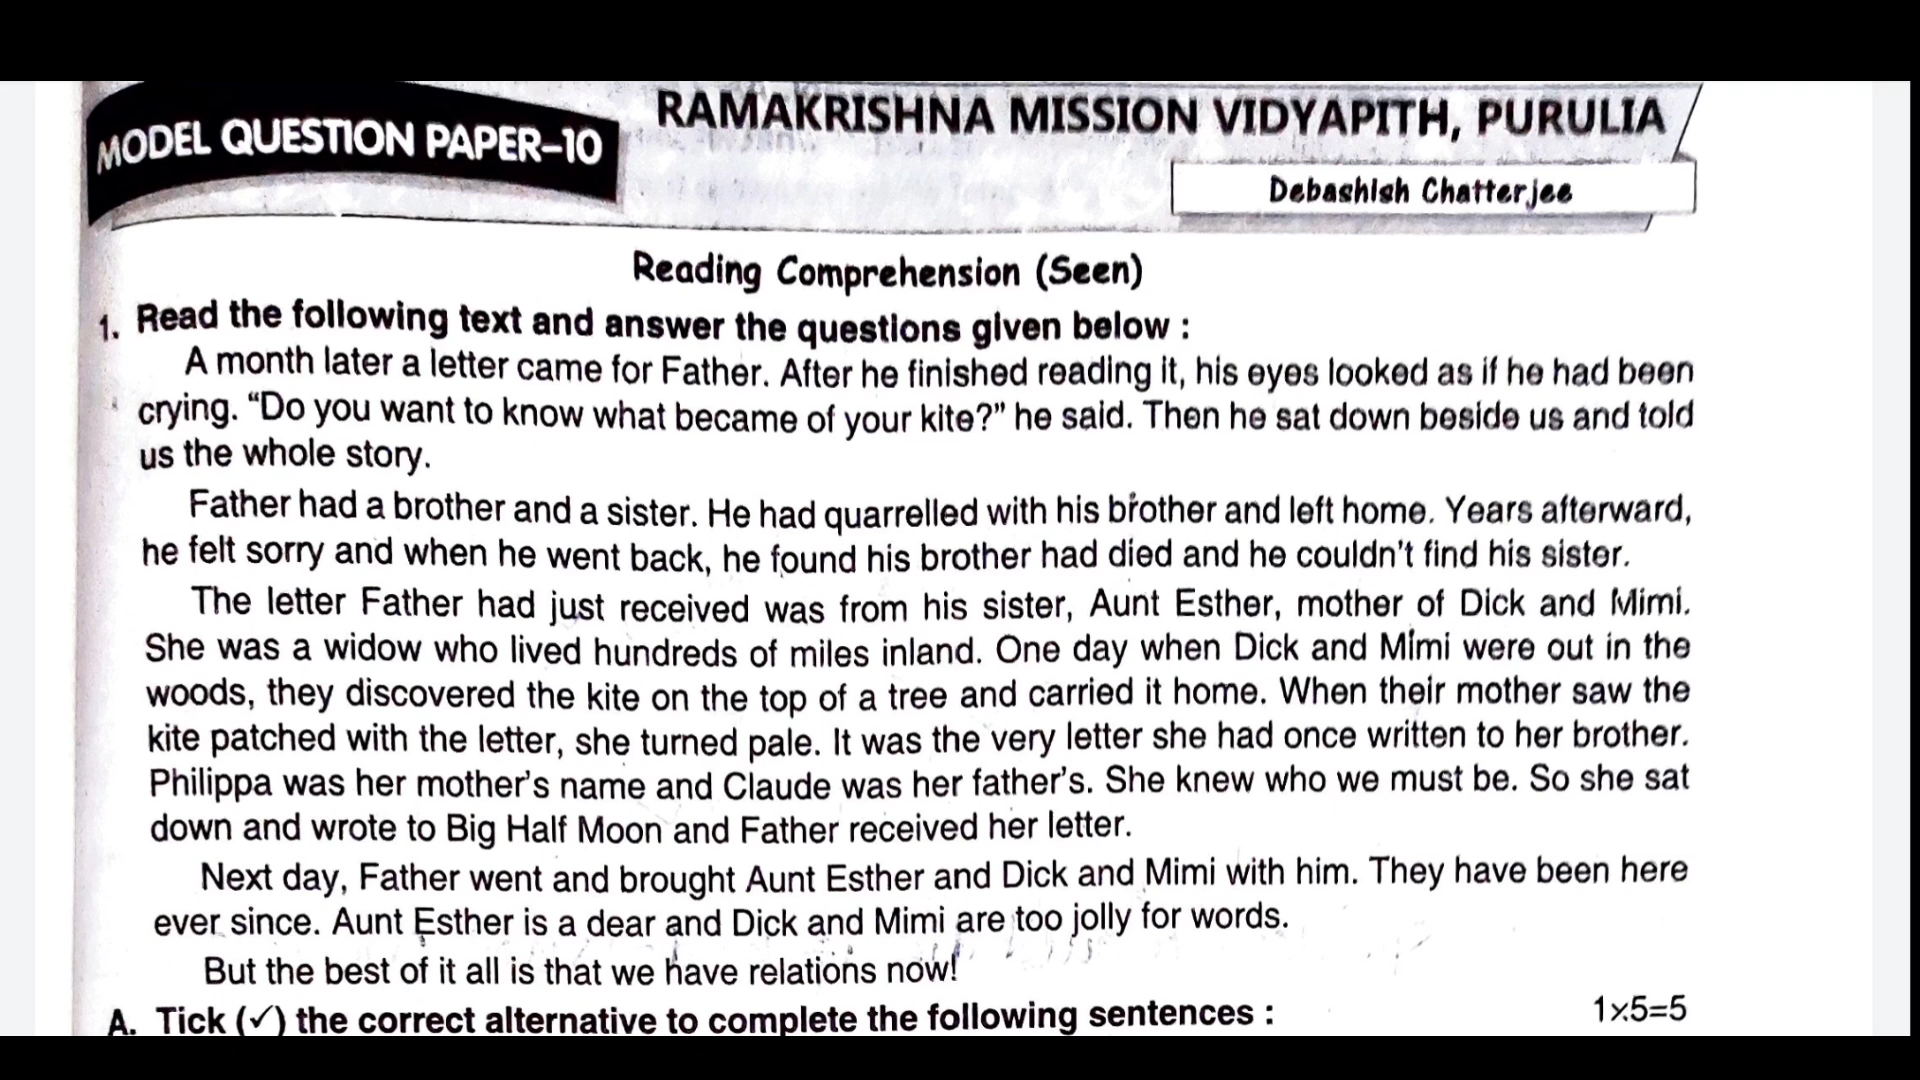 MODEL QUESTION PAPER–10
RAMAKRISHNA MISSION VIDYAPITH, PURULIA
Debashish Chatterjee
Reading Comprehension (Seen)
1. Read the following text and answer the questions given below :
A month later a letter came for Father. After he finished reading it, his eyes looked as if he had been
crying. “Do you want to know what became of your kite?” he said. Then he sat down beside us and told
us the whole story.
Father had a brother and a sister. He had quarrelled with his brother and left home. Years afterward,
he felt sorry and when he went back, he found his brother had died and he couldn’t find his sister.
The letter Father had just received was from his sister, Aunt Esther, mother of Dick and Mimi.
She was a widow who lived hundreds of miles inland. One day when Dick and Mimi were out in the
woods, they discovered the kite on the top of a tree and carried it home. When their mother saw the
kite patched with the letter, she turned pale. It was the very letter she had once written to her brother.
Philippa was her mother’s name and Claude was her father’s. She knew who we must be. So she sat
down and wrote to Big Half Moon and Father received her letter.
Next day, Father went and brought Aunt Esther and Dick and Mimi with him. They have been here
ever since. Aunt Esther is a dear and Dick and Mimi are too jolly for words.
But the best of it all is that we have relations now!
A. Tick (✓) the correct alternative to complete the following sentences : 1×5=5